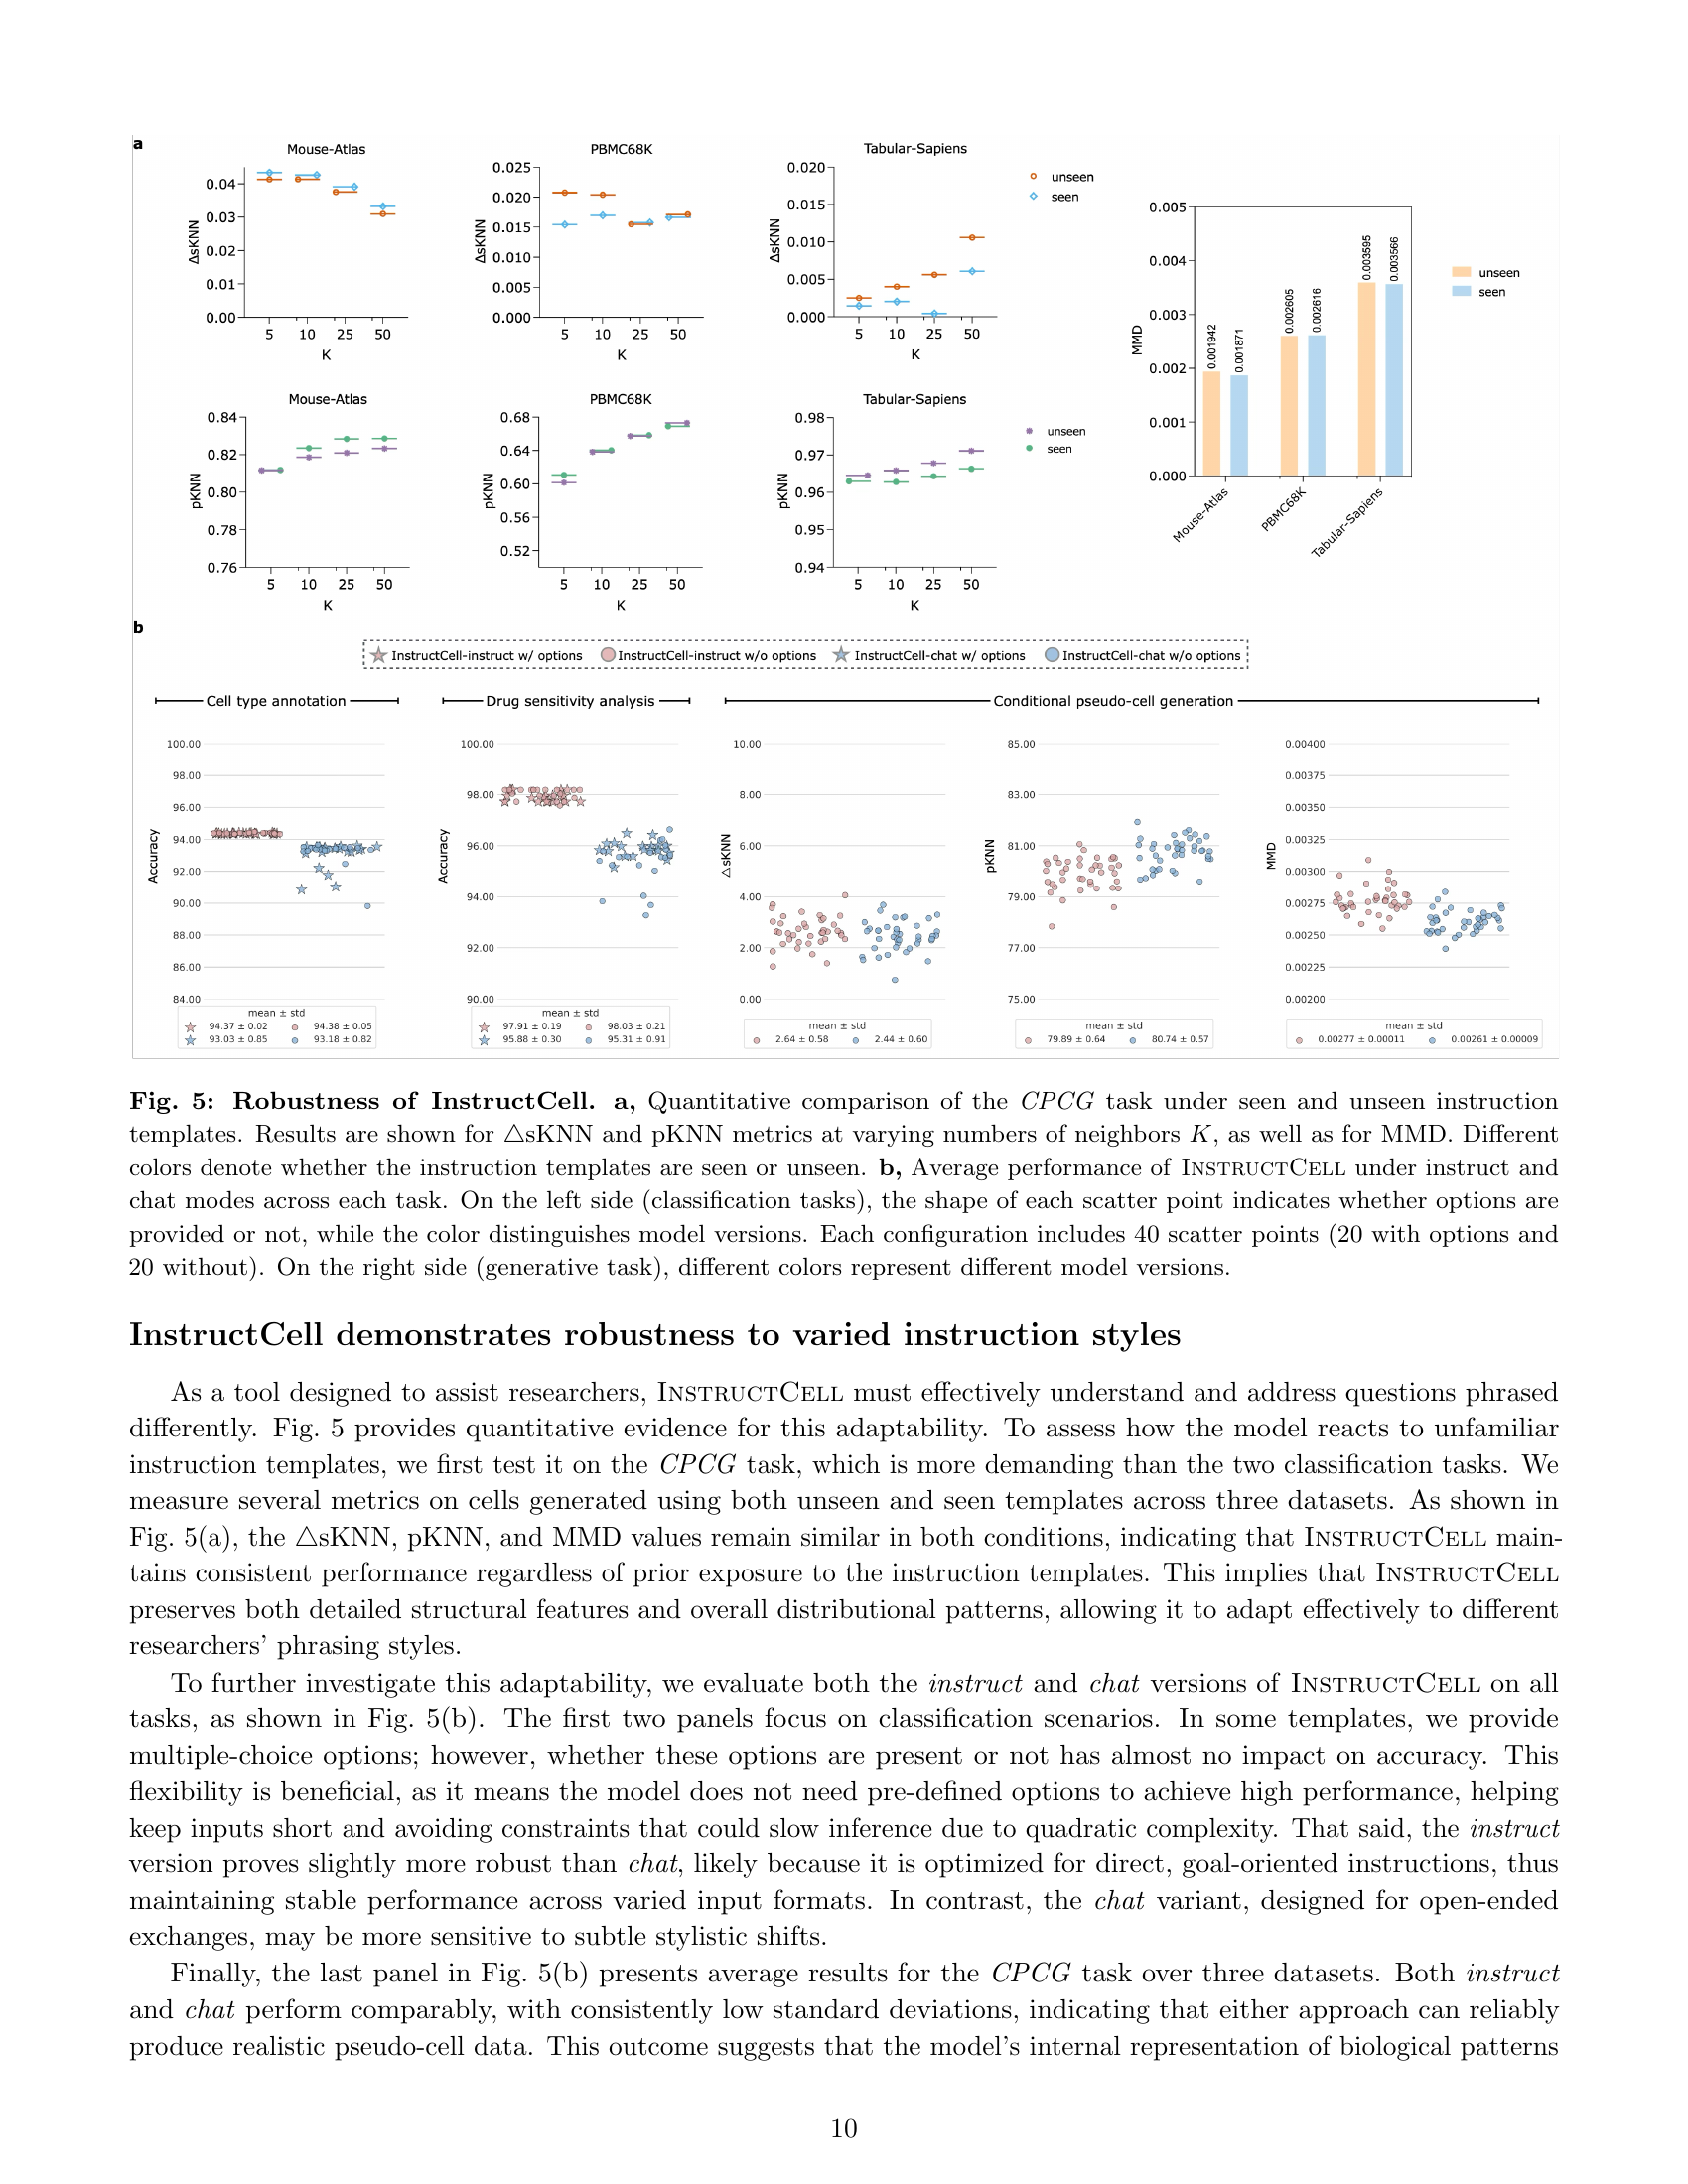 a
Mouse-Atlas
ΔsKNN
0.04
0.03
0.02
0.01
0.00
5 10 25 50
K
PBMC68K
ΔsKNN
0.025
0.020
0.015
0.010
0.005
0.000
5 10 25 50
K
Tabular-Sapiens
ΔsKNN
0.020
0.015
0.010
0.005
0.000
5 10 25 50
K
unseen
seen
Mouse-Atlas
pKNN
0.84
0.82
0.80
0.78
0.76
5 10 25 50
K
PBMC68K
pKNN
0.68
0.64
0.60
0.56
0.52
5 10 25 50
K
Tabular-Sapiens
pKNN
0.98
0.97
0.96
0.95
0.94
5 10 25 50
K
unseen
seen
MMD
0.005
0.004
0.003
0.002
0.001
0.000
0.001942
0.001871
0.002605
0.002616
0.003595
0.003566
Mouse-Atlas
PBMC68K
Tabular-Sapiens
unseen
seen
b
InstructCell-instruct w/ options InstructCell-instruct w/o options InstructCell-chat w/ options InstructCell-chat w/o options
Cell type annotation
Accuracy
100.00
98.00
96.00
94.00
92.00
90.00
88.00
86.00
84.00
mean ± std
94.37 ± 0.02 94.38 ± 0.05
93.03 ± 0.85 93.18 ± 0.82
Drug sensitivity analysis
Accuracy
100.00
98.00
96.00
94.00
92.00
90.00
mean ± std
97.91 ± 0.19 98.03 ± 0.21
95.88 ± 0.30 95.31 ± 0.91
Conditional pseudo-cell generation
△sKNN
10.00
8.00
6.00
4.00
2.00
0.00
mean ± std
2.64 ± 0.58 2.44 ± 0.60
pKNN
85.00
83.00
81.00
79.00
77.00
75.00
mean ± std
79.89 ± 0.64 80.74 ± 0.57
MMD
0.00400
0.00375
0.00350
0.00325
0.00300
0.00275
0.00250
0.00225
0.00200
mean ± std
0.00277 ± 0.00011 0.00261 ± 0.00009
Fig. 5: Robustness of InstructCell. a, Quantitative comparison of the CPCG task under seen and unseen instruction
templates. Results are shown for △sKNN and pKNN metrics at varying numbers of neighbors K, as well as for MMD. Different
colors denote whether the instruction templates are seen or unseen. b, Average performance of INSTRUCTCELL under instruct and
chat modes across each task. On the left side (classification tasks), the shape of each scatter point indicates whether options are
provided or not, while the color distinguishes model versions. Each configuration includes 40 scatter points (20 with options and
20 without). On the right side (generative task), different colors represent different model versions.
InstructCell demonstrates robustness to varied instruction styles
As a tool designed to assist researchers, INSTRUCTCELL must effectively understand and address questions phrased
differently. Fig. 5 provides quantitative evidence for this adaptability. To assess how the model reacts to unfamiliar
instruction templates, we first test it on the CPCG task, which is more demanding than the two classification tasks. We
measure several metrics on cells generated using both unseen and seen templates across three datasets. As shown in
Fig. 5(a), the △sKNN, pKNN, and MMD values remain similar in both conditions, indicating that INSTRUCTCELL main-
tains consistent performance regardless of prior exposure to the instruction templates. This implies that INSTRUCTCELL
preserves both detailed structural features and overall distributional patterns, allowing it to adapt effectively to different
researchers' phrasing styles.
To further investigate this adaptability, we evaluate both the instruct and chat versions of INSTRUCTCELL on all
tasks, as shown in Fig. 5(b). The first two panels focus on classification scenarios. In some templates, we provide
multiple-choice options; however, whether these options are present or not has almost no impact on accuracy. This
flexibility is beneficial, as it means the model does not need pre-defined options to achieve high performance, helping
keep inputs short and avoiding constraints that could slow inference due to quadratic complexity. That said, the instruct
version proves slightly more robust than chat, likely because it is optimized for direct, goal-oriented instructions, thus
maintaining stable performance across varied input formats. In contrast, the chat variant, designed for open-ended
exchanges, may be more sensitive to subtle stylistic shifts.
Finally, the last panel in Fig. 5(b) presents average results for the CPCG task over three datasets. Both instruct
and chat perform comparably, with consistently low standard deviations, indicating that either approach can reliably
produce realistic pseudo-cell data. This outcome suggests that the model's internal representation of biological patterns
10